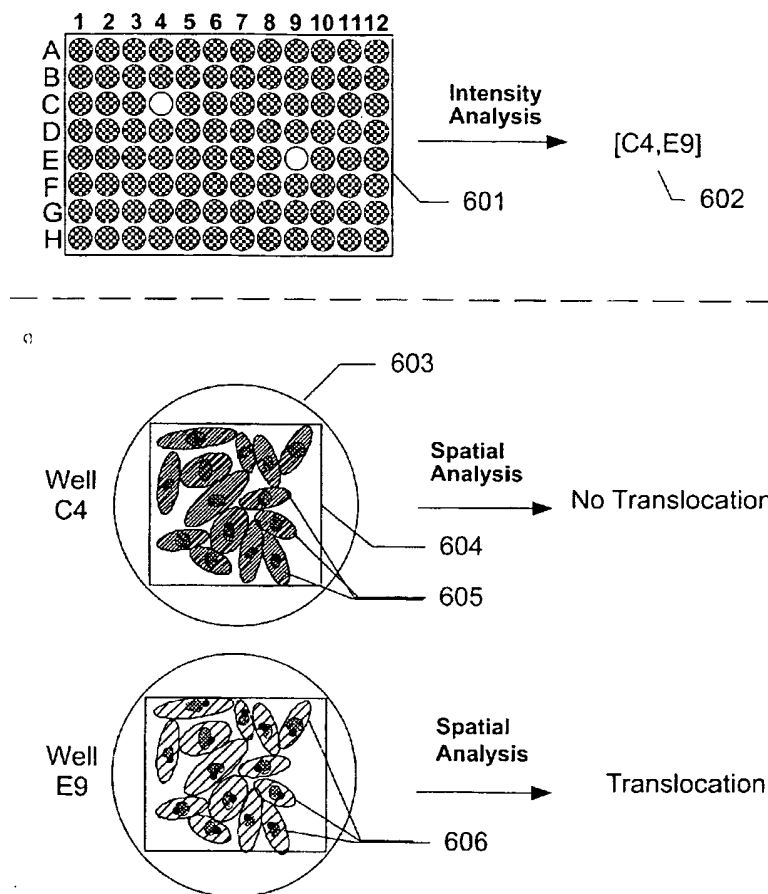 1 2 3 4 5 6 7 8 9 10 11 12
A
B
C
D
E
F
G
H
Intensity
Analysis
[C4,E9]
601
602
603
Well
C4
Spatial
Analysis
No Translocation
604
605
Well
E9
Spatial
Analysis
Translocation
606